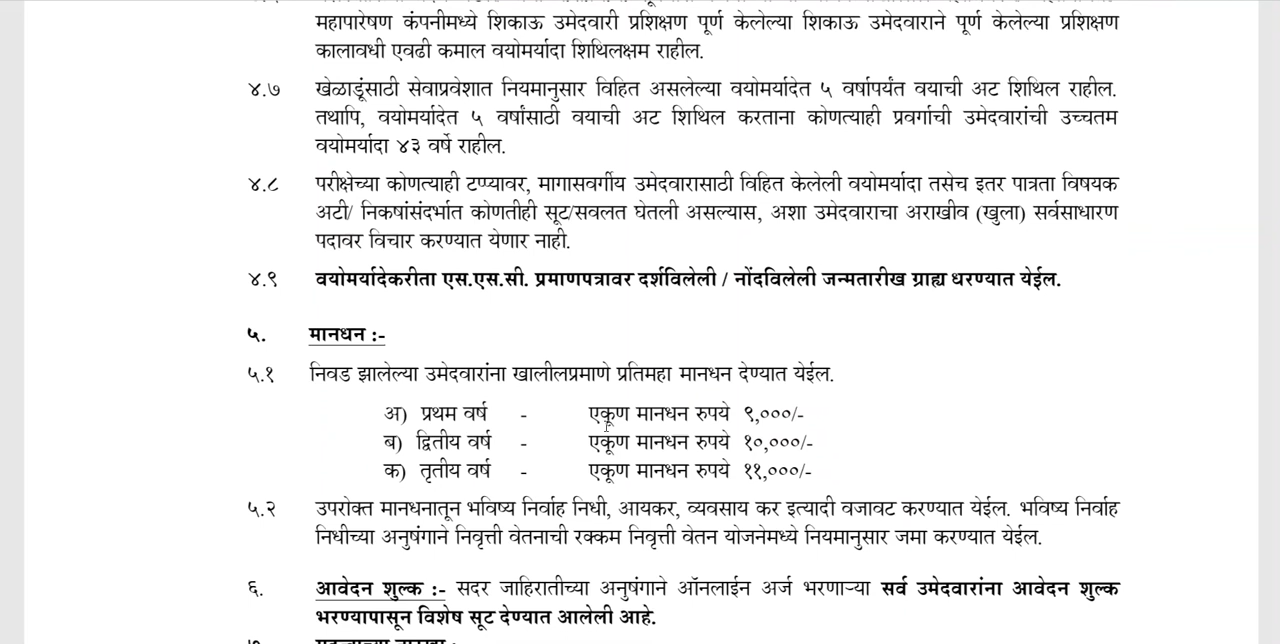 महापारेषण कंपनीमध्ये शिकाऊ उमेदवारी प्रशिक्षण पूर्ण केलेल्या शिकाऊ उमेदवाराने पूर्ण केलेल्या प्रशिक्षण
कालावधी एवढी कमाल वयोमर्यादा शिथिलक्षम राहील.
४.७ खेळाडूंसाठी सेवाप्रवेशात नियमानुसार विहित असलेल्या वयोमर्यादेत ५ वर्षापर्यंत वयाची अट शिथिल राहील.
तथापि, वयोमर्यादेत ५ वर्षांसाठी वयाची अट शिथिल करताना कोणत्याही प्रवर्गाची उमेदवारांची उच्चतम
वयोमर्यादा ४३ वर्षे राहील.
४.८ परीक्षेच्या कोणत्याही टप्प्यावर, मागासवर्गीय उमेदवारासाठी विहित केलेली वयोमर्यादा तसेच इतर पात्रता विषयक
अटी/ निकषांसंदर्भात कोणतीही सूट/सवलत घेतली असल्यास, अशा उमेदवाराचा अराखीव (खुला) सर्वसाधारण
पदावर विचार करण्यात येणार नाही.
४.९ वयोमर्यादेकरीता एस.एस.सी. प्रमाणपत्रावर दर्शविलेली / नोंदविलेली जन्मतारीख ग्राह्य धरण्यात येईल.
५. मानधन :-
५.१ निवड झालेल्या उमेदवारांना खालीलप्रमाणे प्रतिमहा मानधन देण्यात येईल.
अ) प्रथम वर्ष - एकूण मानधन रुपये ९,०००/-
ब) द्वितीय वर्ष - एकूण मानधन रुपये १०,०००/-
क) तृतीय वर्ष - एकूण मानधन रुपये ११,०००/-
५.२ उपरोक्त मानधनातून भविष्य निर्वाह निधी, आयकर, व्यवसाय कर इत्यादी वजावट करण्यात येईल. भविष्य निर्वाह
निधीच्या अनुषंगाने निवृत्ती वेतनाची रक्कम निवृत्ती वेतन योजनेमध्ये नियमानुसार जमा करण्यात येईल.
६. आवेदन शुल्क :- सदर जाहिरातीच्या अनुषंगाने ऑनलाईन अर्ज भरणाऱ्या सर्व उमेदवारांना आवेदन शुल्क
भरण्यापासून विशेष सूट देण्यात आलेली आहे.